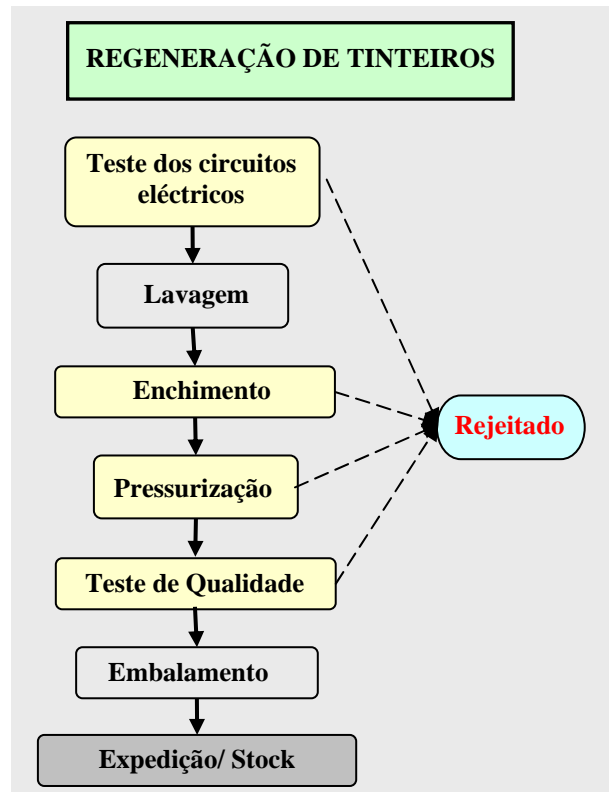 REGENERAÇÃO DE TINTEIROS
Teste dos circuitos
eléctricos
Lavagem
Enchimento
Rejeitado
Pressurização
Teste de Qualidade
Embalamento
Expedição/ Stock